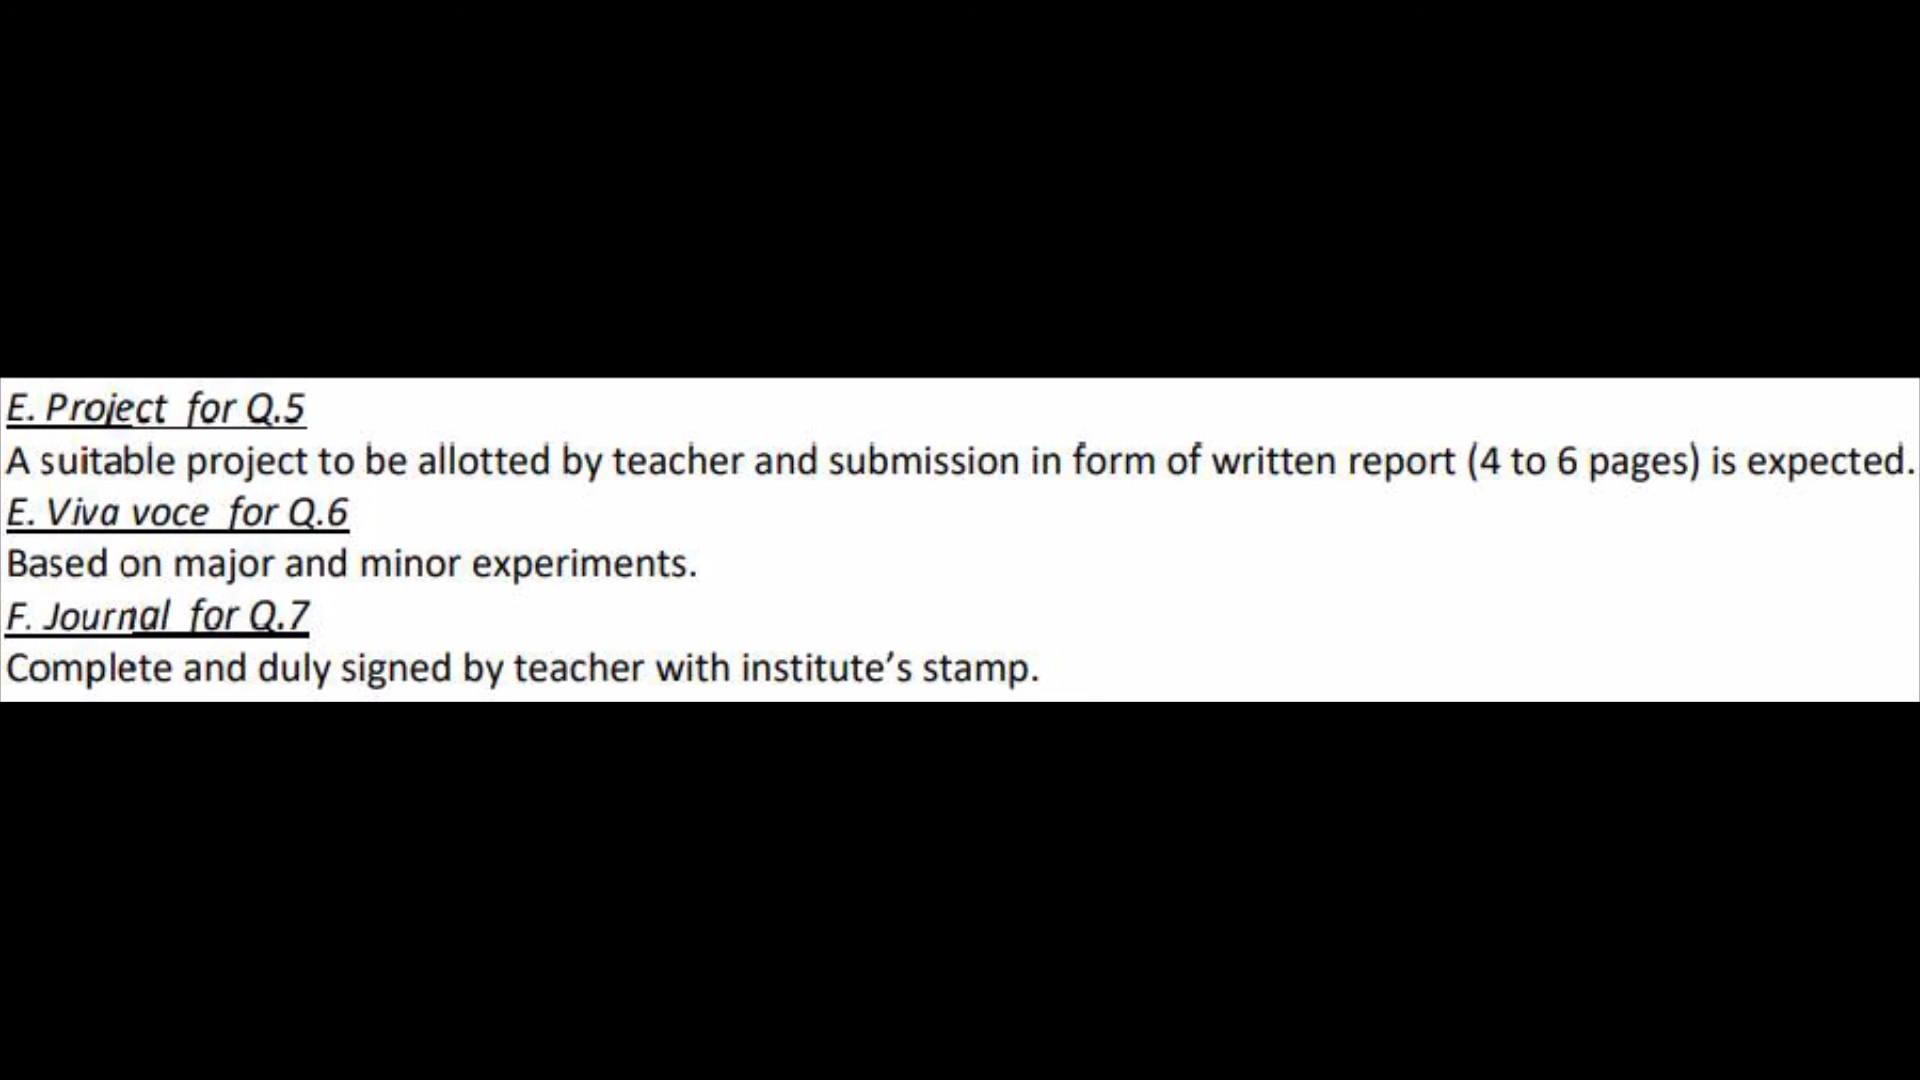 E. Project for Q.5
A suitable project to be allotted by teacher and submission in form of written report (4 to 6 pages) is expected.
E. Viva voce for Q.6
Based on major and minor experiments.
F. Journal for Q.7
Complete and duly signed by teacher with institute’s stamp.